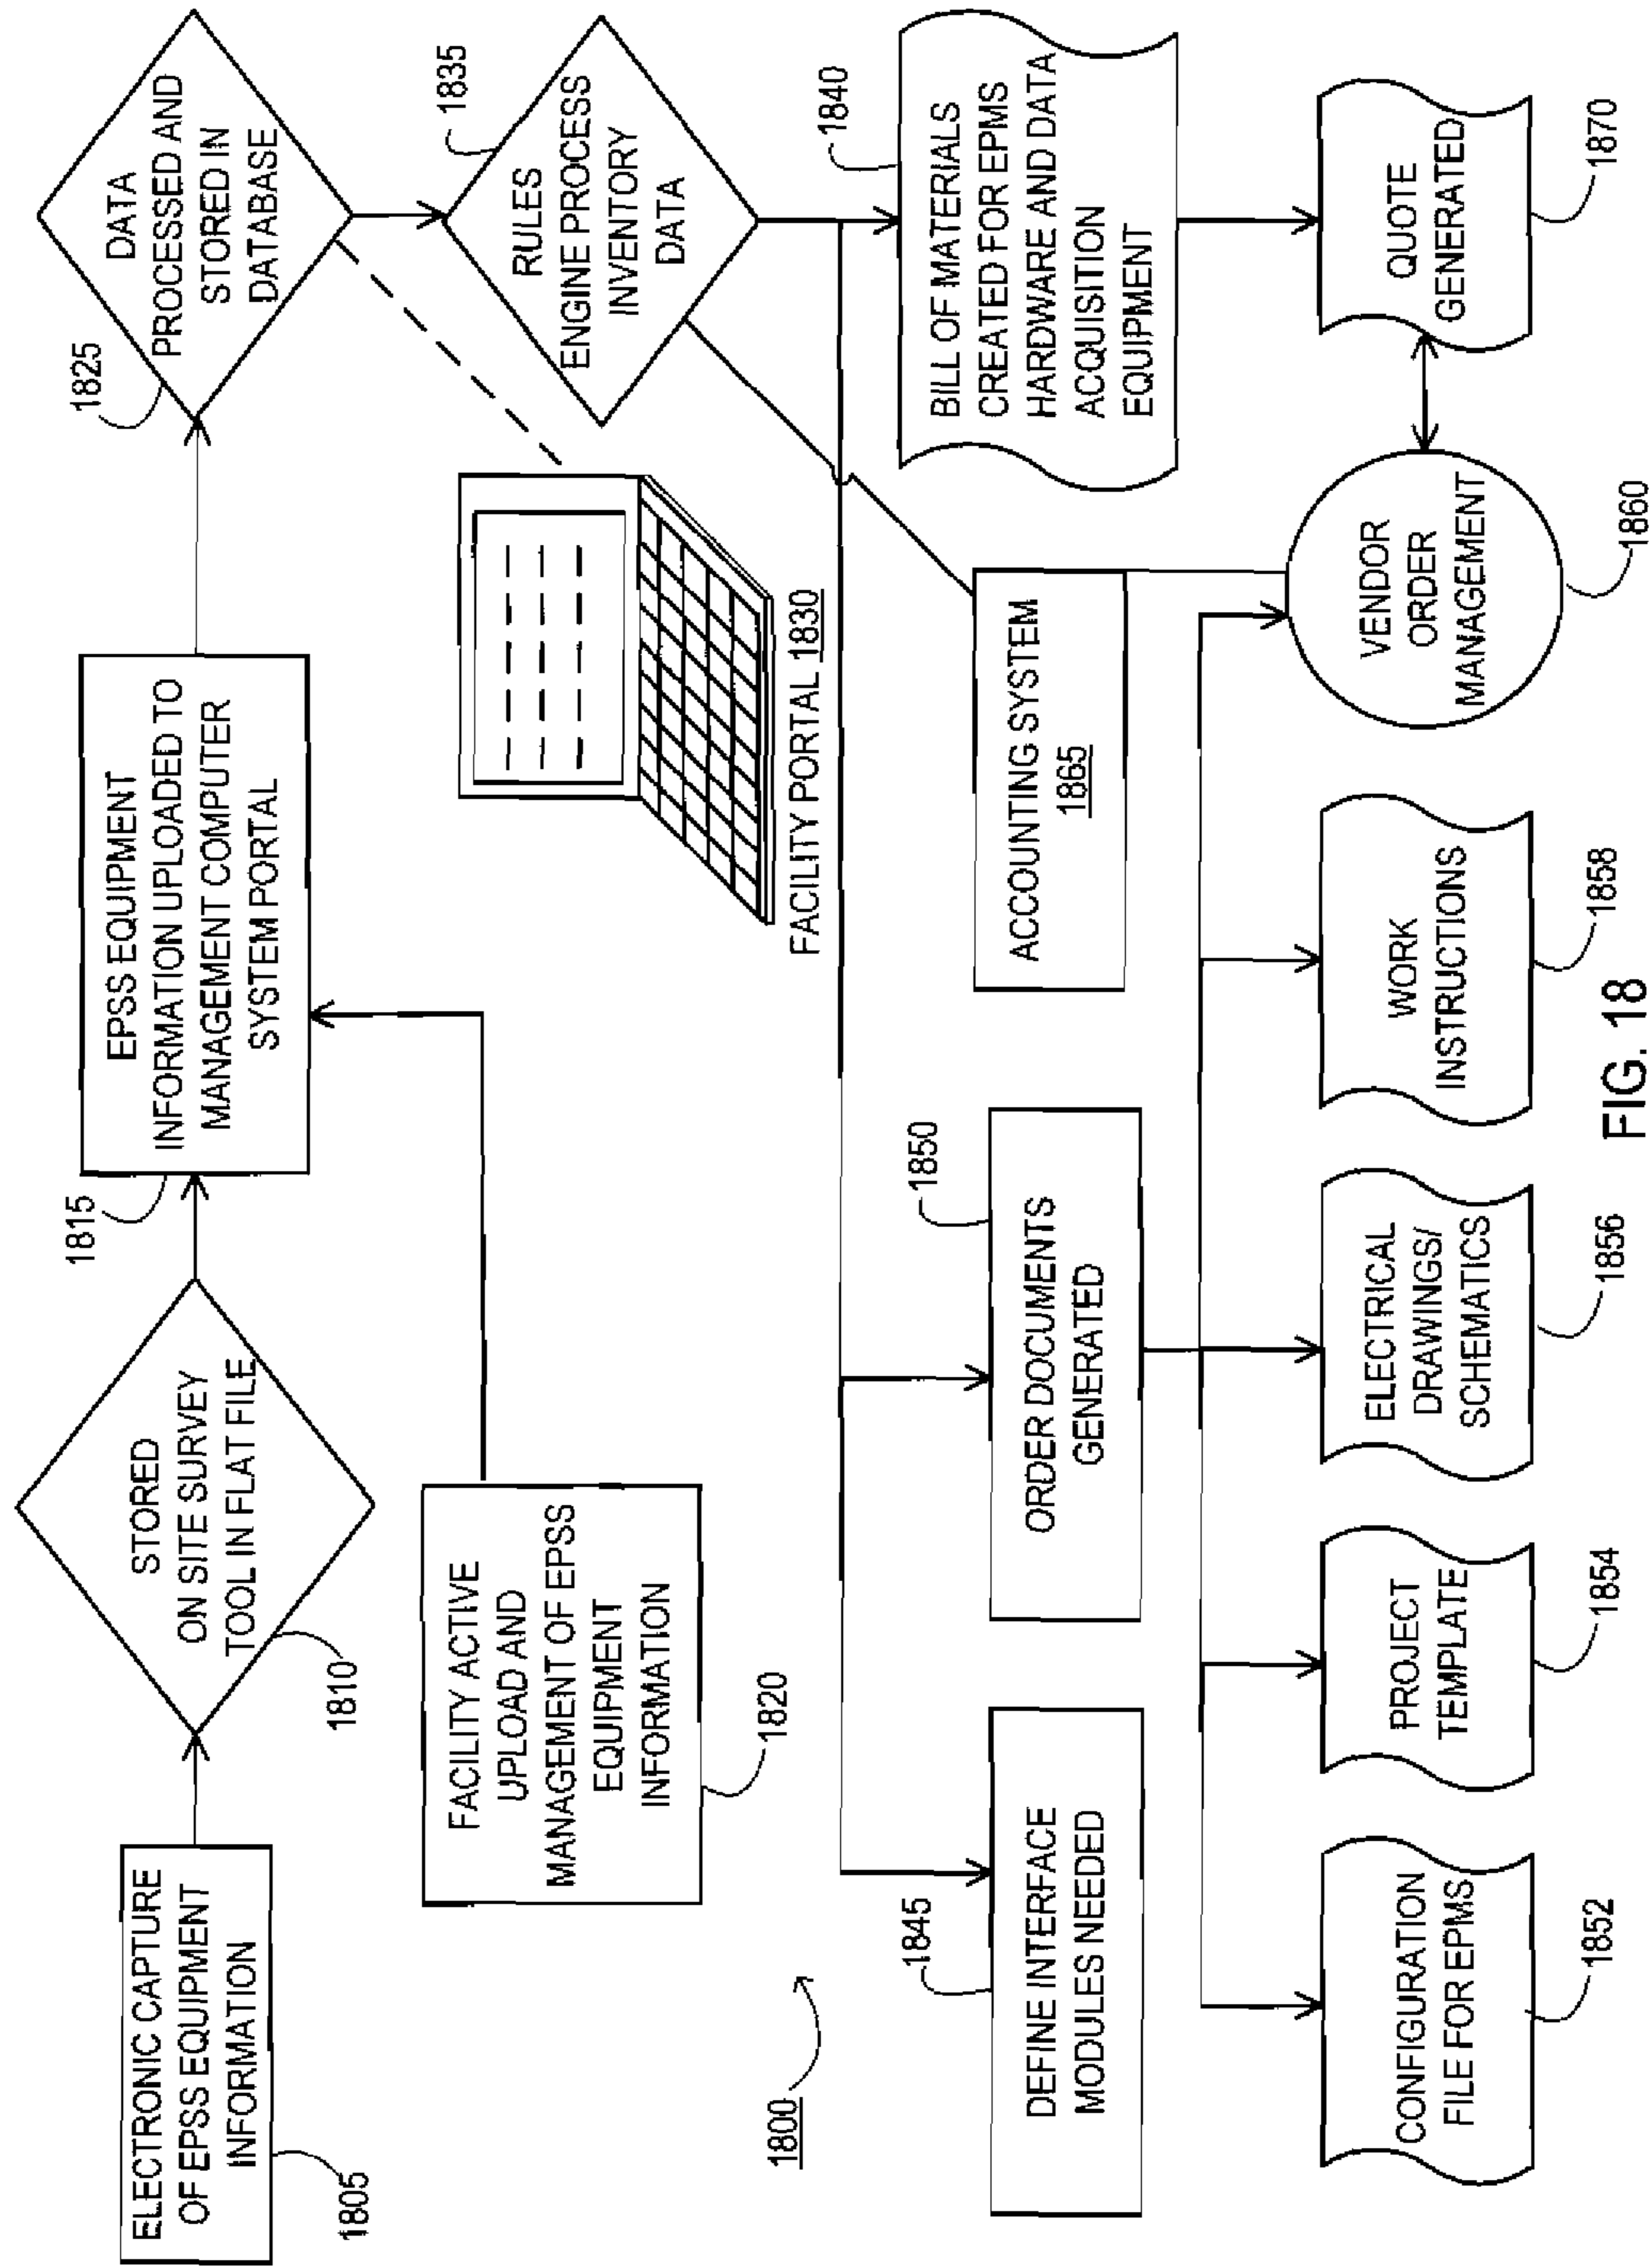 ELECTRONIC CAPTURE
OF EPSS EQUIPMENT
INFORMATION
1805
STORED
ON SITE SURVEY
TOOL IN FLAT FILE
1810
EPSS EQUIPMENT
INFORMATION UPLOADED TO
MANAGEMENT COMPUTER
SYSTEM PORTAL
1815
DATA
PROCESSED AND
STORED IN
DATABASE
1825
FACILITY ACTIVE
UPLOAD AND
MANAGEMENT OF EPSS
EQUIPMENT
INFORMATION
1820
FACILITY PORTAL 1830
RULES
ENGINE PROCESS
INVENTORY
DATA
1835
1800
DEFINE INTERFACE
MODULES NEEDED
1845
ORDER DOCUMENTS
GENERATED
1850
ACCOUNTING SYSTEM
1865
BILL OF MATERIALS
CREATED FOR EPMS
HARDWARE AND DATA
ACQUISITION
EQUIPMENT
1840
CONFIGURATION
FILE FOR EPMS
1852
PROJECT
TEMPLATE
1854
ELECTRICAL
DRAWINGS/
SCHEMATICS
1856
WORK
INSTRUCTIONS
1858
VENDOR
ORDER
MANAGEMENT
1860
QUOTE
GENERATED
1870
FIG. 18